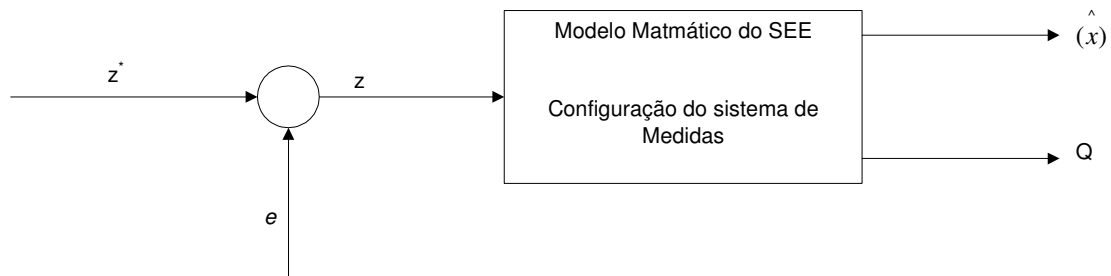 Modelo Matmático do SEE
(x̂)
z*
z
Configuração do sistema de
Medidas
Q
e